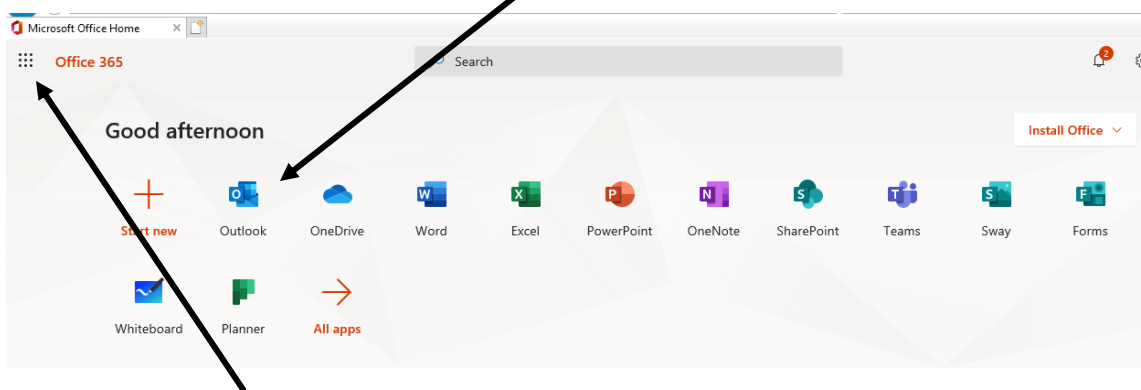 Microsoft Office Home
Office 365
Search
2
Good afternoon
Install Office
Start new
Outlook
OneDrive
Word
Excel
PowerPoint
OneNote
SharePoint
Teams
Sway
Forms
Whiteboard
Planner
All apps